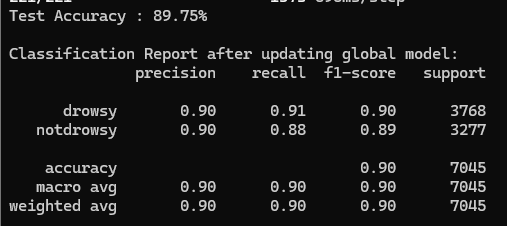 Test Accuracy : 89.75%
Classification Report after updating global model:
precision recall f1-score support
drowsy 0.90 0.91 0.90 3768
notdrowsy 0.90 0.88 0.89 3277
accuracy 0.90 7045
macro avg 0.90 0.90 0.90 7045
weighted avg 0.90 0.90 0.90 7045